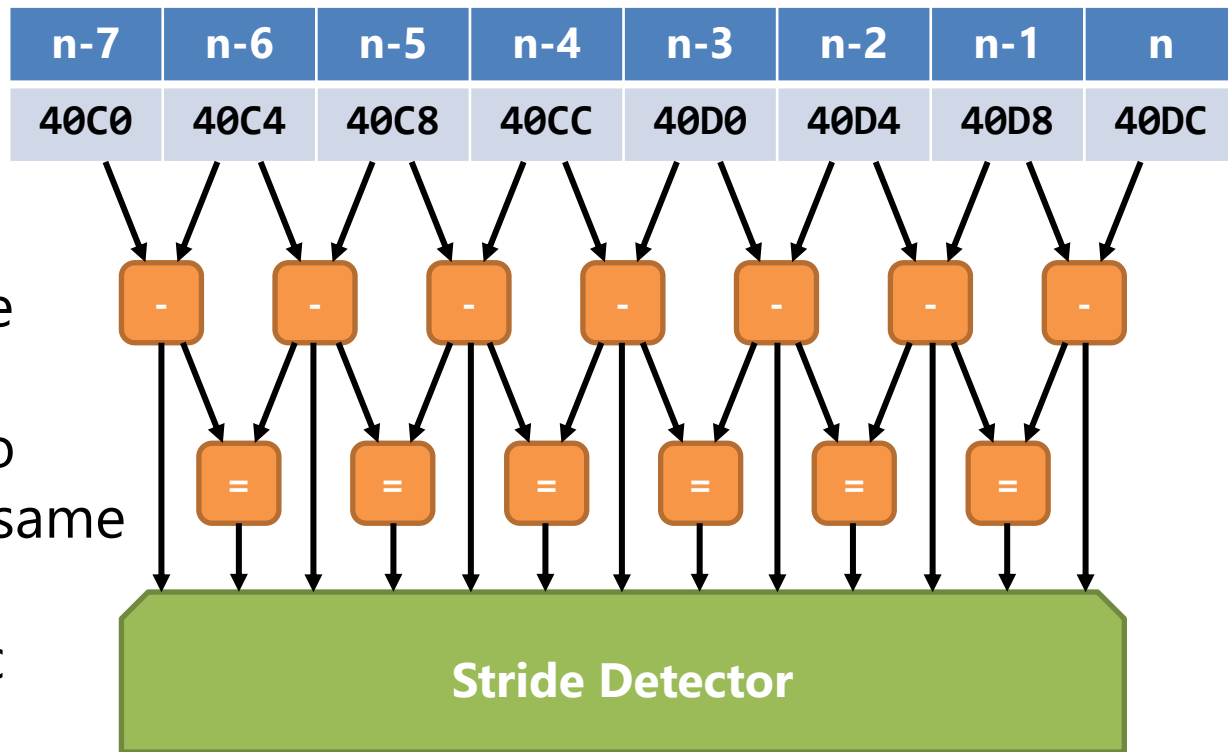 n-7 n-6 n-5 n-4 n-3 n-2 n-1 n
40C0 40C4 40C8 40CC 40D0 40D4 40D8 40DC
- - - - - - -
= = = = = =
same
Stride Detector